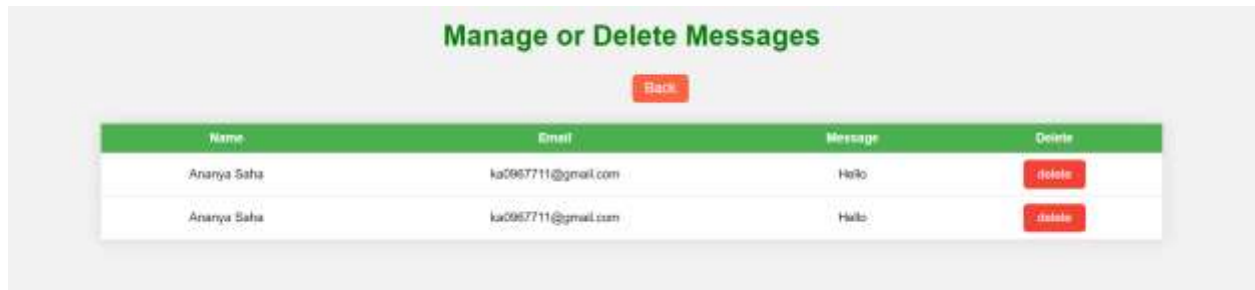 Manage or Delete Messages
Back
Name Email Message Delete
Ananya Saha ka0967711@gmail.com Hello delete
Ananya Saha ka0967711@gmail.com Hello delete